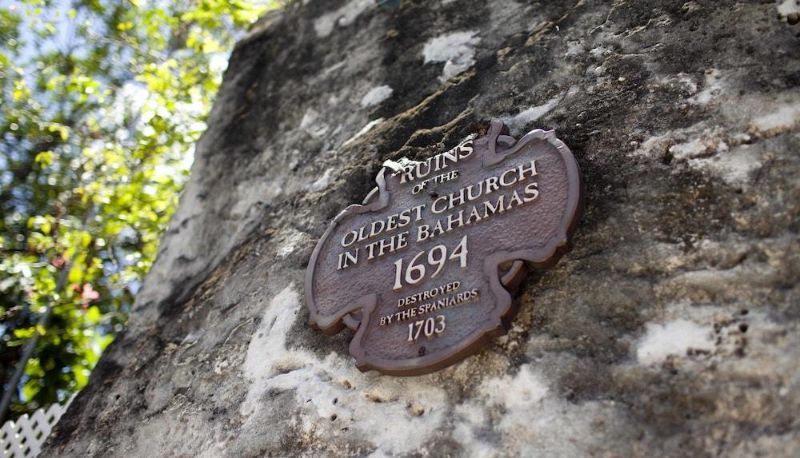 RUINS
OF THE
OLDEST CHURCH
IN THE BAHAMAS
1694
DESTROYED
BY THE SPANIARDS
1703